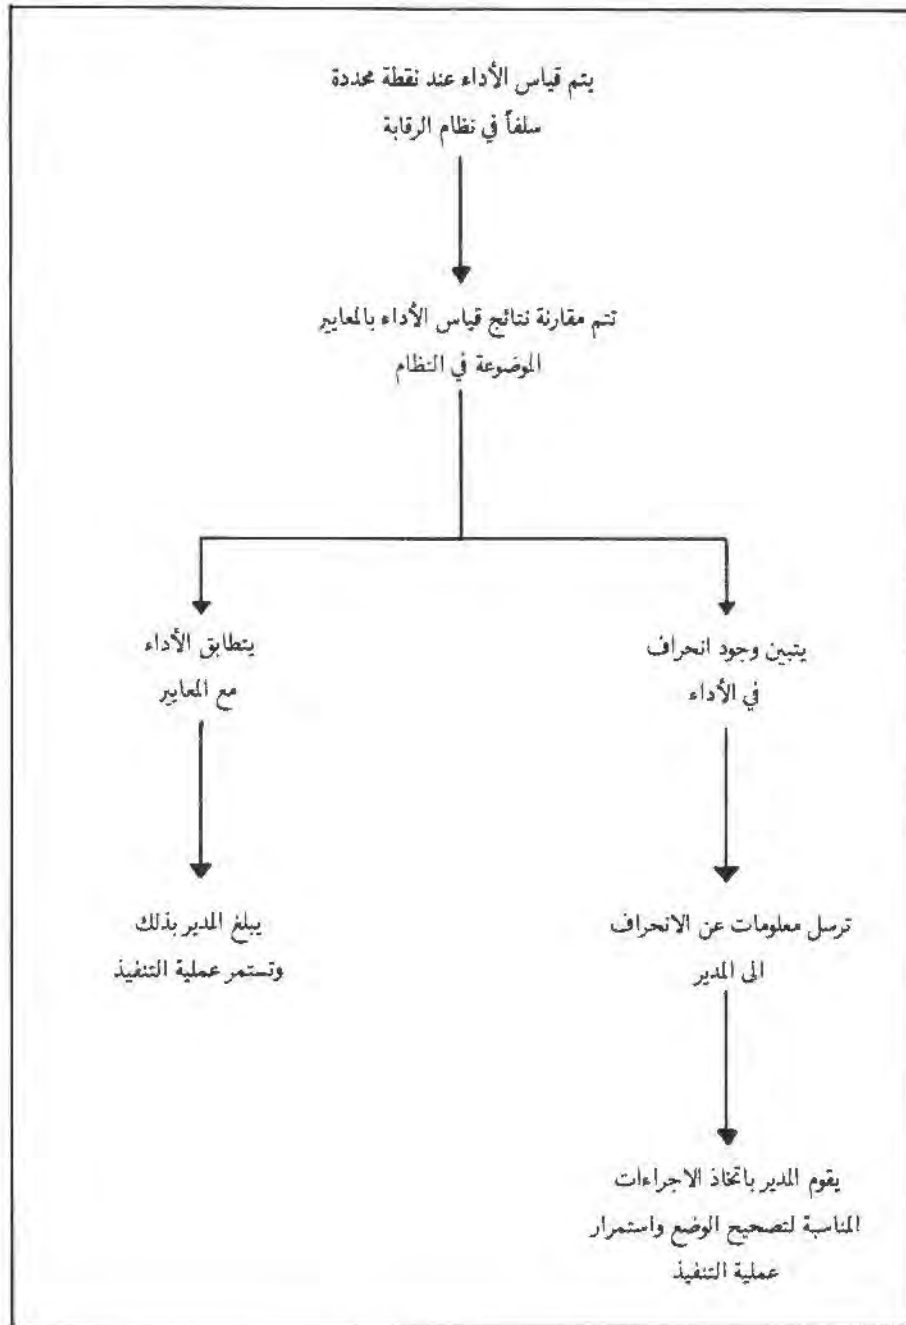 يتم قياس الأداء عند نقطة محددة
سلفاً في نظام الرقابة
تتم مقارنة نتائج قياس الأداء بالمعايير
الموضوعة في النظام
يتبين وجود انحراف
في الأداء
ترسل معلومات عن الانحراف
الى المدير
يقوم المدير باتخاذ الاجراءات
المناسبة لتصحيح الوضع واستمرار
عملية التنفيذ
يتطابق الأداء
مع المعايير
يبلغ المدير بذلك
وتستمر عملية التنفيذ